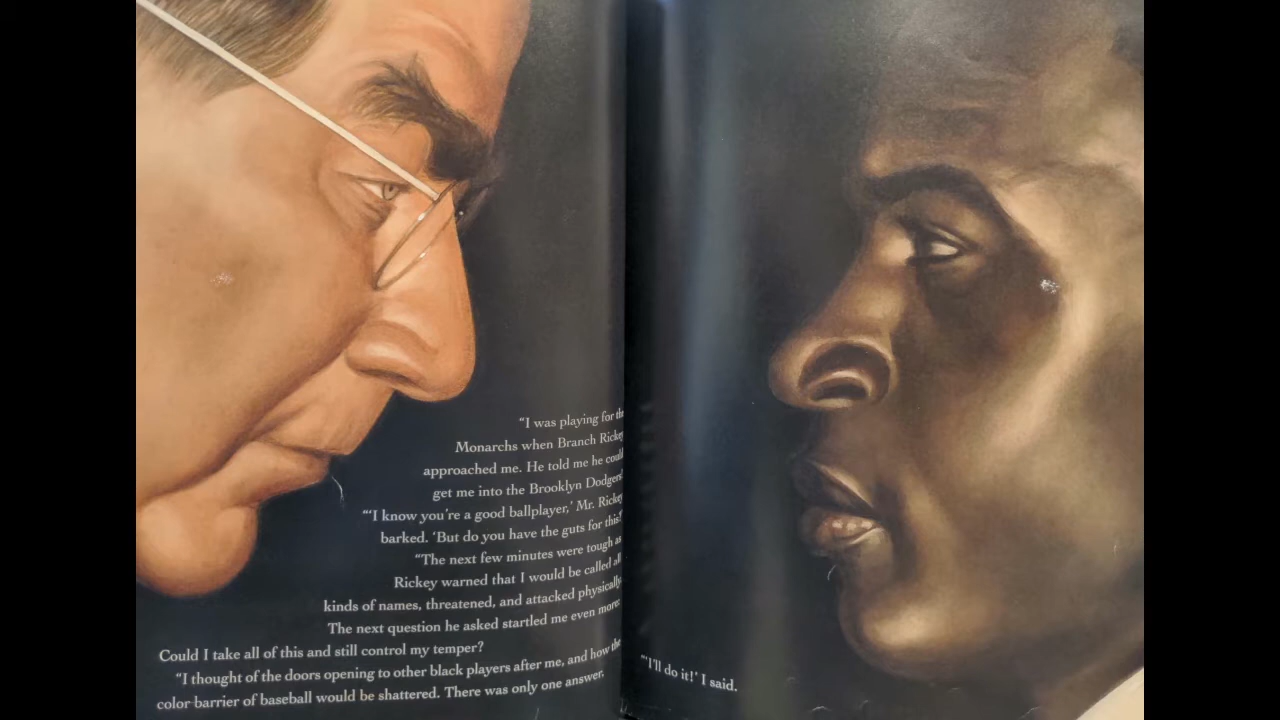 "I was playing for the
Monarchs when Branch Rickey
approached me. He told me he could
get me into the Brooklyn Dodgers.
"'I know you're a good ballplayer,' Mr. Rickey
barked. 'But do you have the guts for this?'
"The next few minutes were tough as
Rickey warned that I would be called all
kinds of names, threatened, and attacked physically.
The next question he asked startled me even more:
Could I take all of this and still control my temper?
"I thought of the doors opening to other black players after me, and how the
color barrier of baseball would be shattered. There was only one answer.
"'I'll do it!' I said.